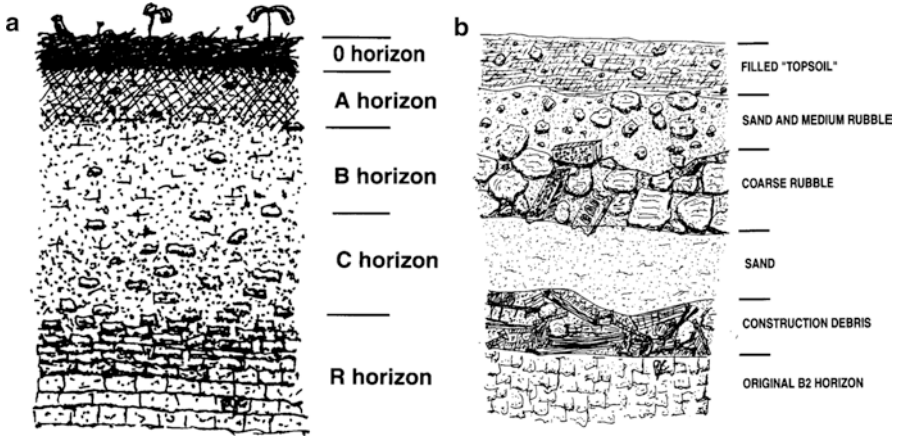 a
0 horizon
A horizon
B horizon
C horizon
R horizon
b
FILLED "TOPSOIL"
SAND AND MEDIUM RUBBLE
COARSE RUBBLE
SAND
CONSTRUCTION DEBRIS
ORIGINAL B2 HORIZON